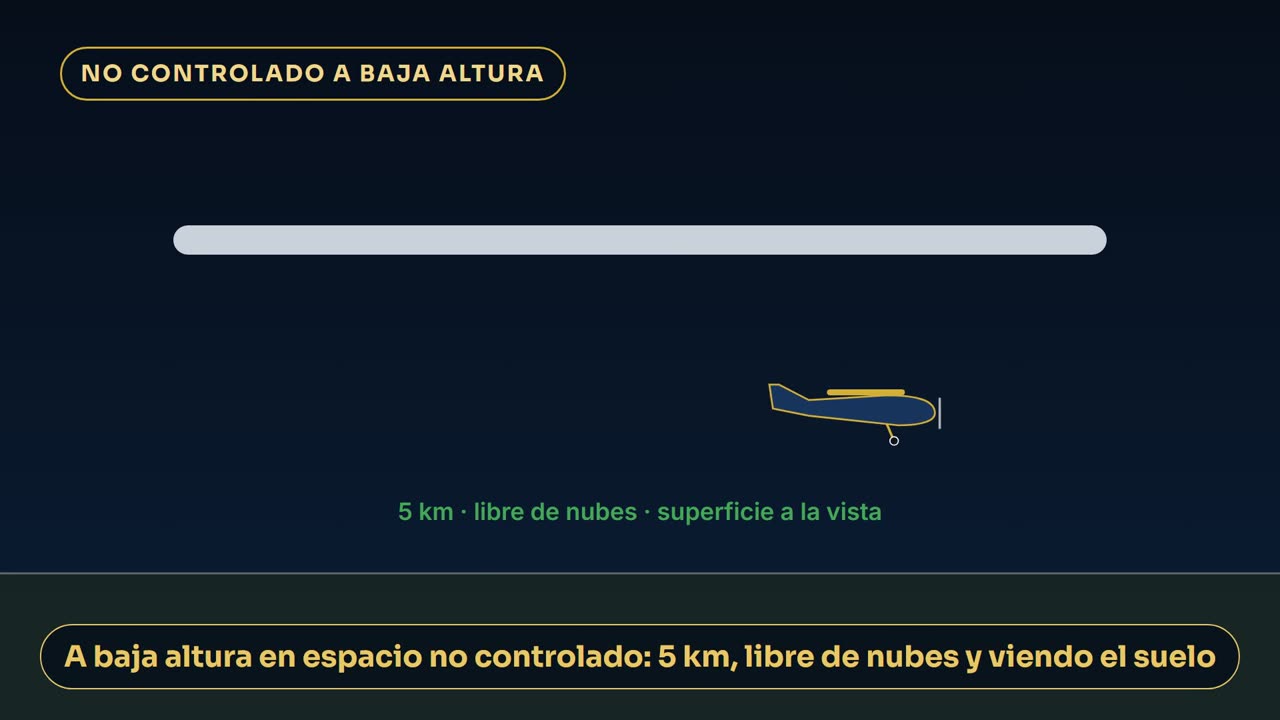 NO CONTROLADO A BAJA ALTURA
5 km · libre de nubes · superficie a la vista
A baja altura en espacio no controlado: 5 km, libre de nubes y viendo el suelo